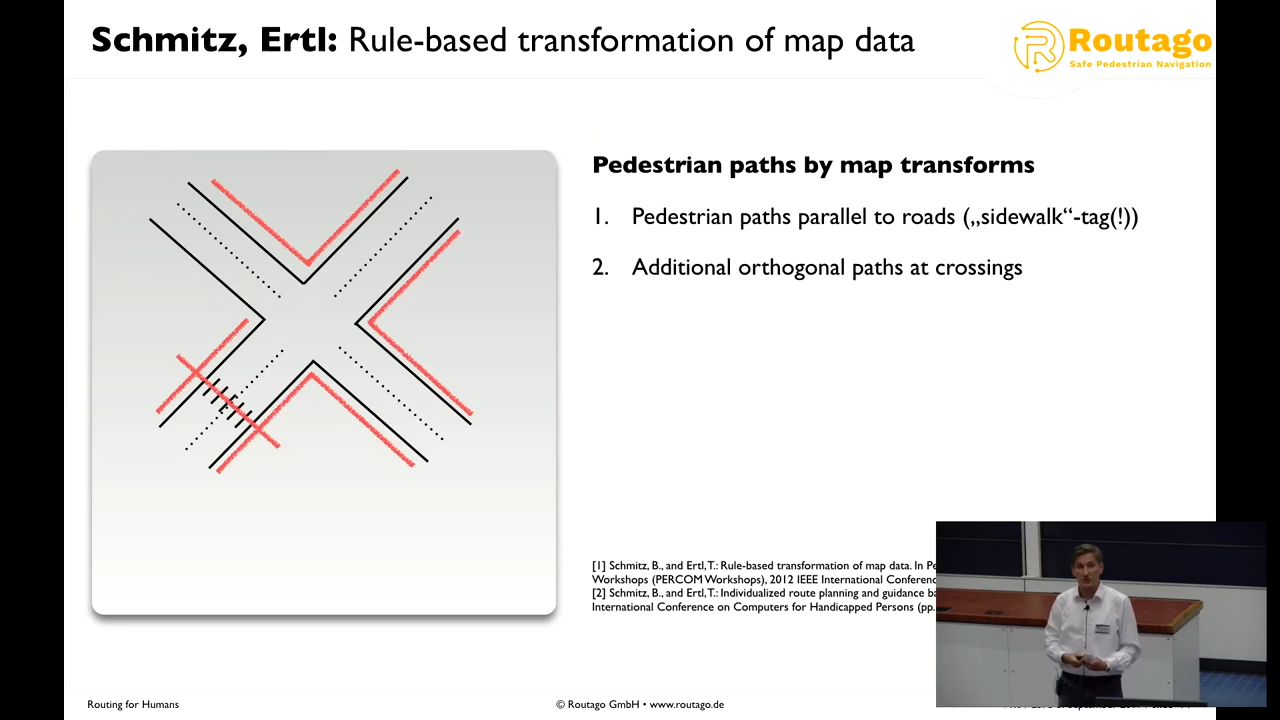 Schmitz, Ertl: Rule-based transformation of map data
Routago
Safe Pedestrian Navigation
Pedestrian paths by map transforms
1. Pedestrian paths parallel to roads („sidewalk“-tag(!))
2. Additional orthogonal paths at crossings
[1] Schmitz, B., and Ertl, T.: Rule-based transformation of map data. In
Workshops (PERCOM Workshops), 2012 IEEE International
[2] Schmitz, B., and Ertl, T.: Individualized route planning and guidance
International Conference on Computers for Handicapped Persons (pp.
Routing for Humans
© Routago GmbH • www.routago.de